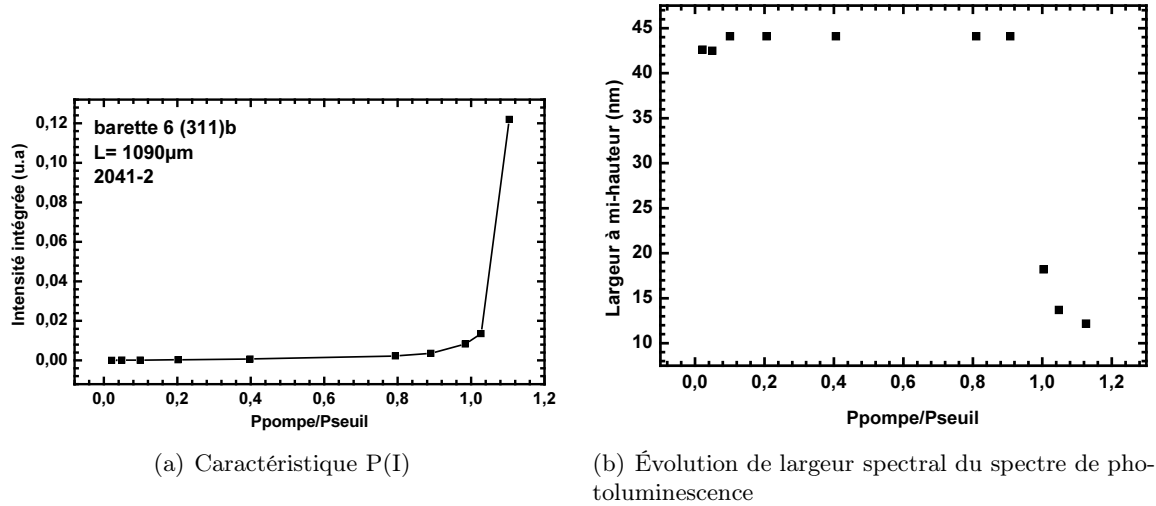 0,12
0,10
0,08
0,06
0,04
0,02
0,00
Intensité intégrée (u.a)
barette 6 (311)b
L= 1090µm
2041-2
0,0 0,2 0,4 0,6 0,8 1,0 1,2
Ppompe/Pseuil
(a) Caractéristique P(I)
45
40
35
30
25
20
15
10
Largeur à mi-hauteur (nm)
0,0 0,2 0,4 0,6 0,8 1,0 1,2
Ppompe/Pseuil
(b) Évolution de largeur spectral du spectre de pho-
toluminescence